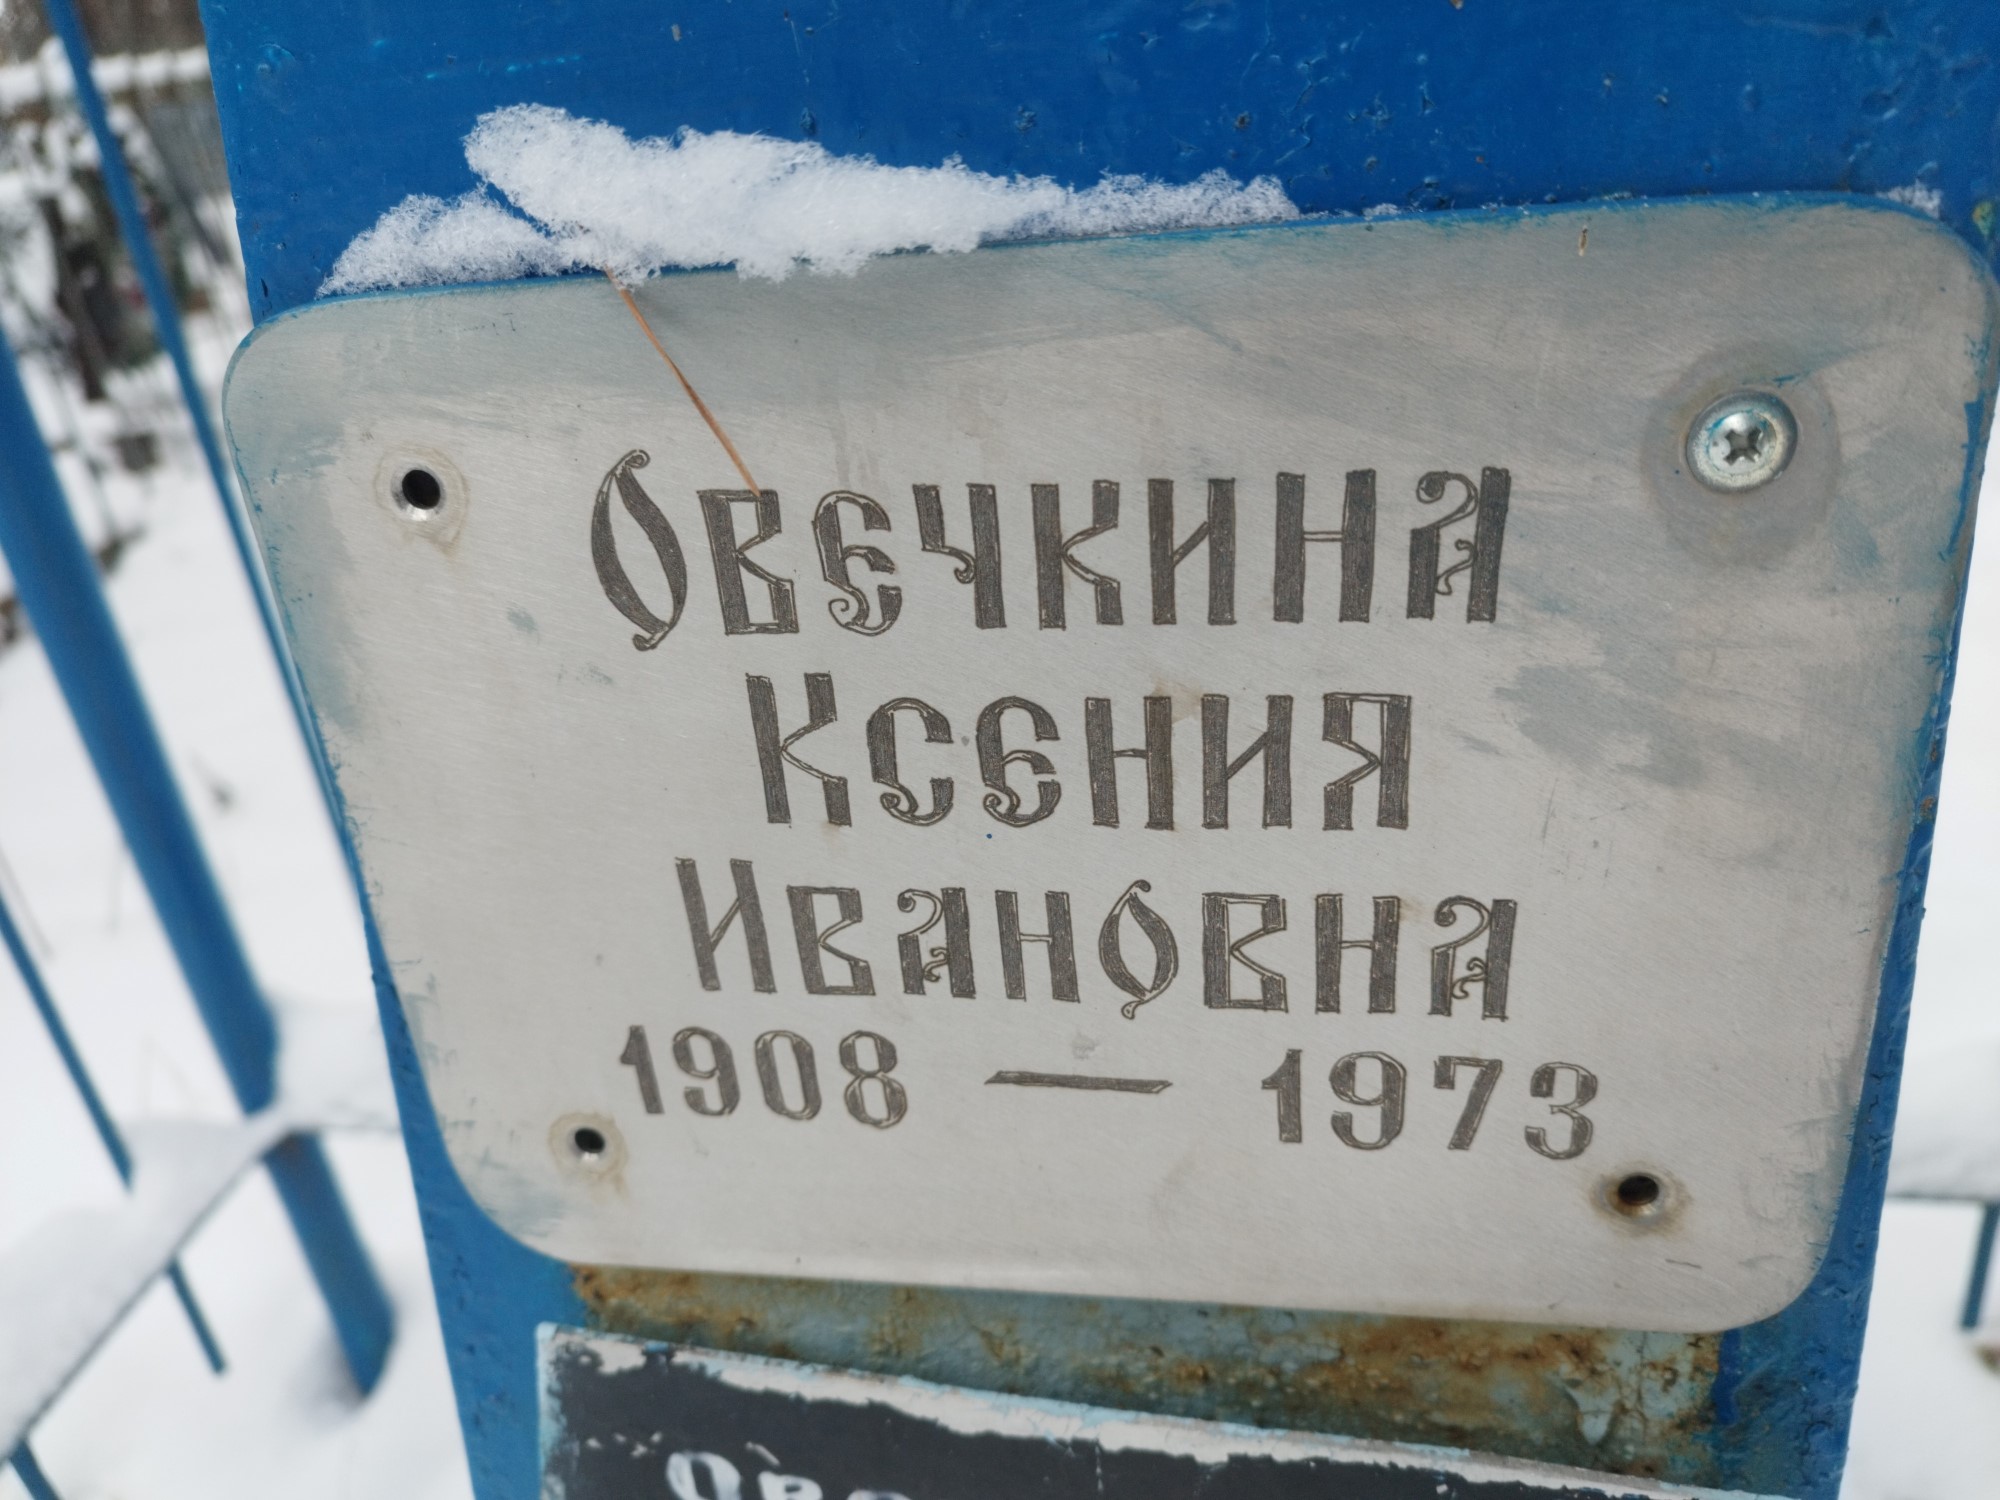 Овечкина
Ксения
Ивановна
1908 — 1973